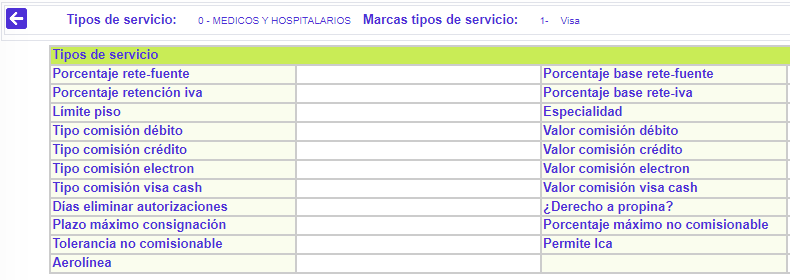 Tipos de servicio: 0 - MEDICOS Y HOSPITALARIOS Marcas tipos de servicio: 1- Visa
Tipos de servicio
Porcentaje rete-fuente Porcentaje base rete-fuente
Porcentaje retención iva Porcentaje base rete-iva
Límite piso Especialidad
Tipo comisión débito Valor comisión débito
Tipo comisión crédito Valor comisión crédito
Tipo comisión electron Valor comisión electron
Tipo comisión visa cash Valor comisión visa cash
Días eliminar autorizaciones ¿Derecho a propina?
Plazo máximo consignación Porcentaje máximo no comisionable
Tolerancia no comisionable Permite Ica
Aerolínea